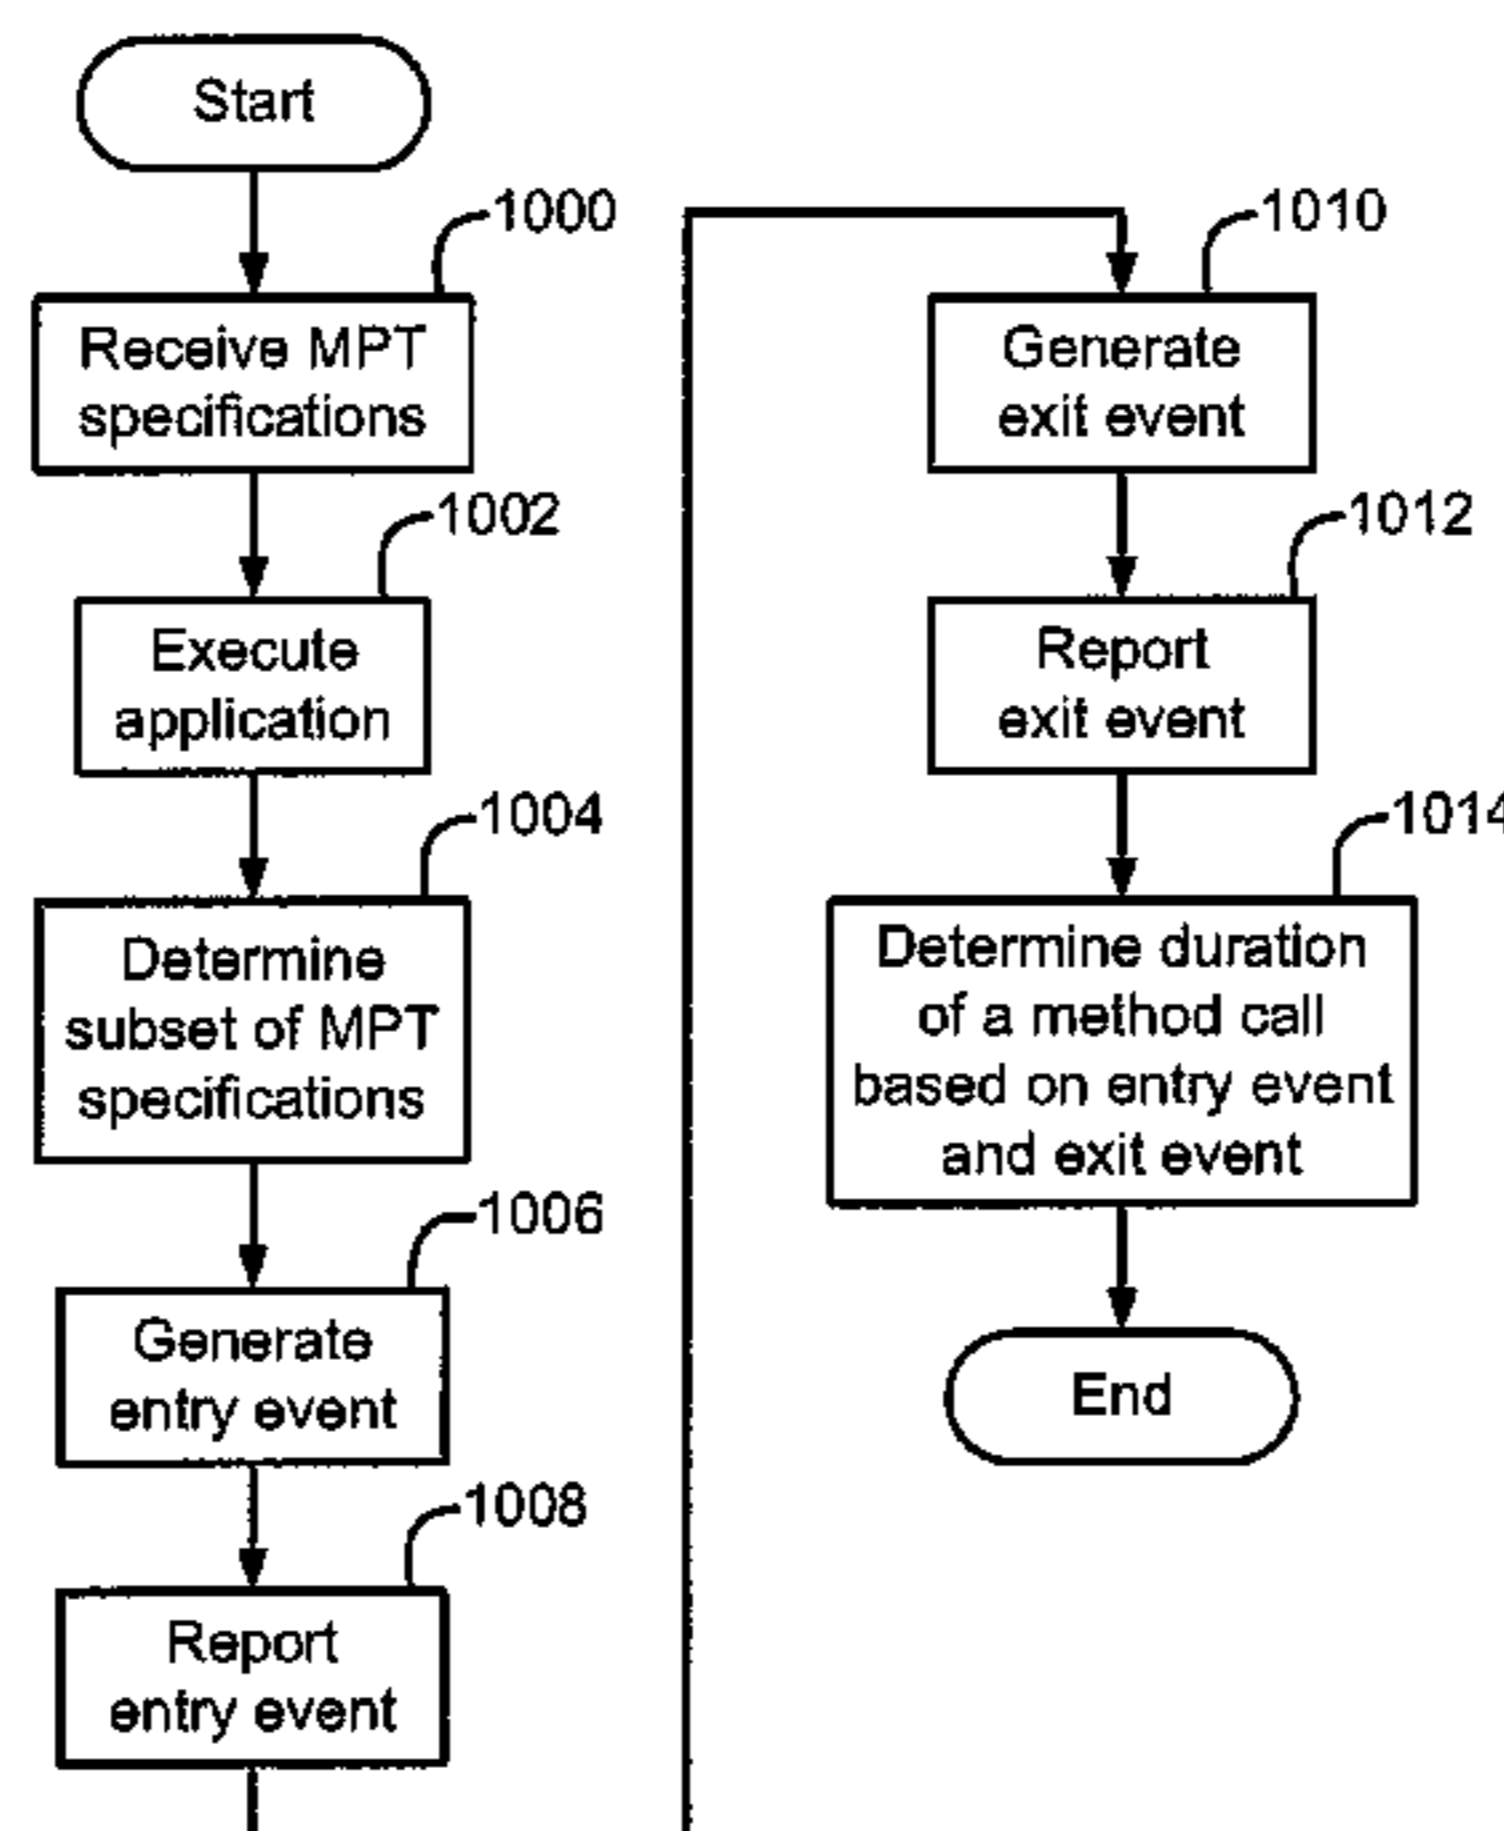 Start
1000
Receive MPT
specifications
1002
Execute
application
1004
Determine
subset of MPT
specifications
1006
Generate
entry event
1008
Report
entry event
1010
Generate
exit event
1012
Report
exit event
1014
Determine duration
of a method call
based on entry event
and exit event
End